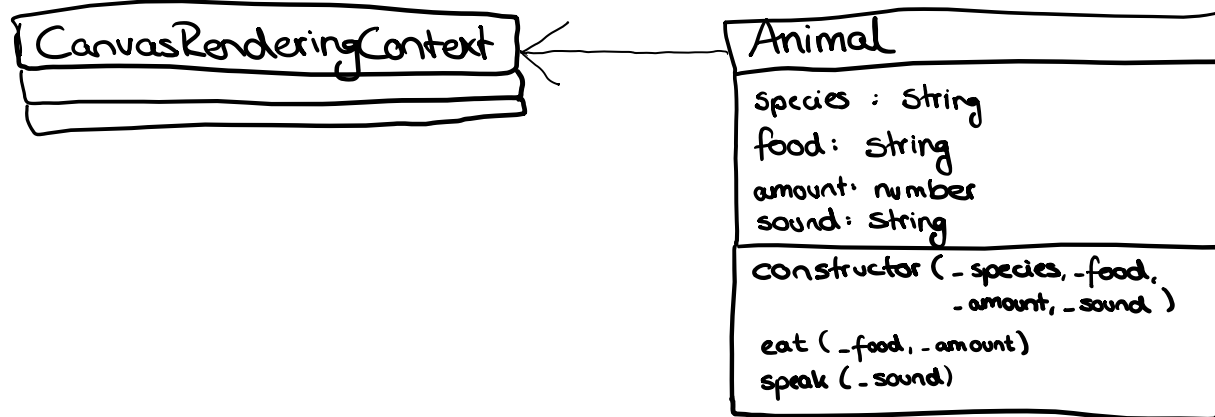 CanvasRenderingContext
Animal
species : string
food: string
amount: number
sound: string
constructor (_species, _food,
_amount, _sound )
eat (_food, _amount)
speak (_sound)